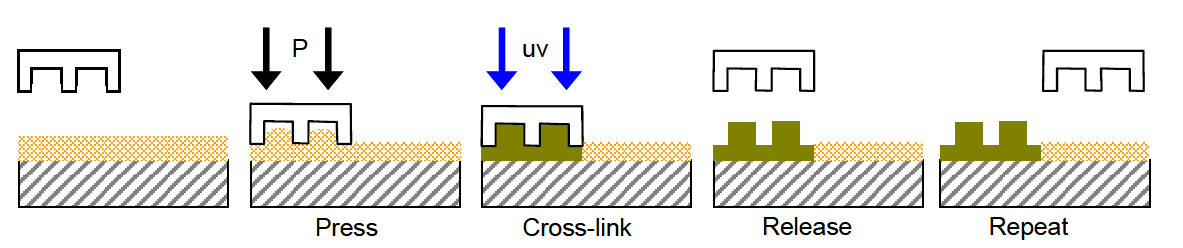 P
uv
Press
Cross-link
Release
Repeat